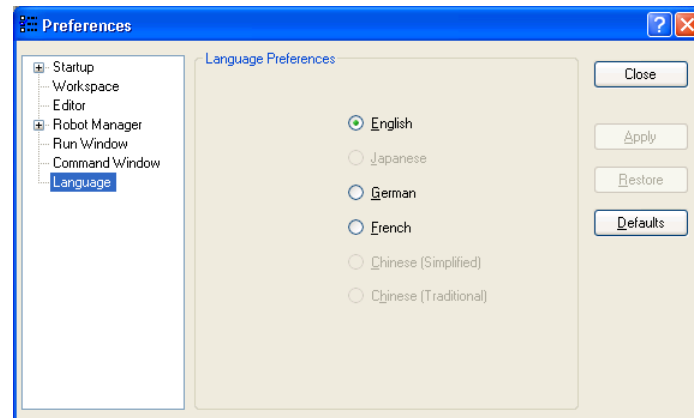 Preferences
Startup
Workspace
Editor
Robot Manager
Run Window
Command Window
Language
Language Preferences
English
Japanese
German
French
Chinese (Simplified)
Chinese (Traditional)
Close
Apply
Restore
Defaults